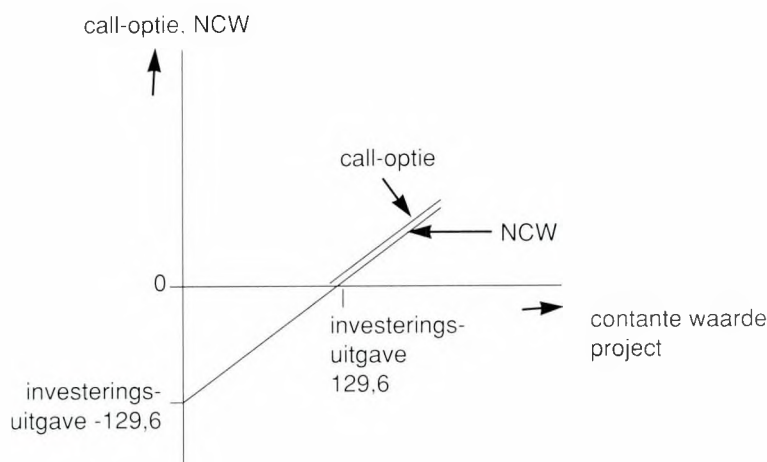 call-optie, NCW
call-optie
NCW
0
investerings-
uitgave
129,6
contante waarde
project
investerings-
uitgave -129,6